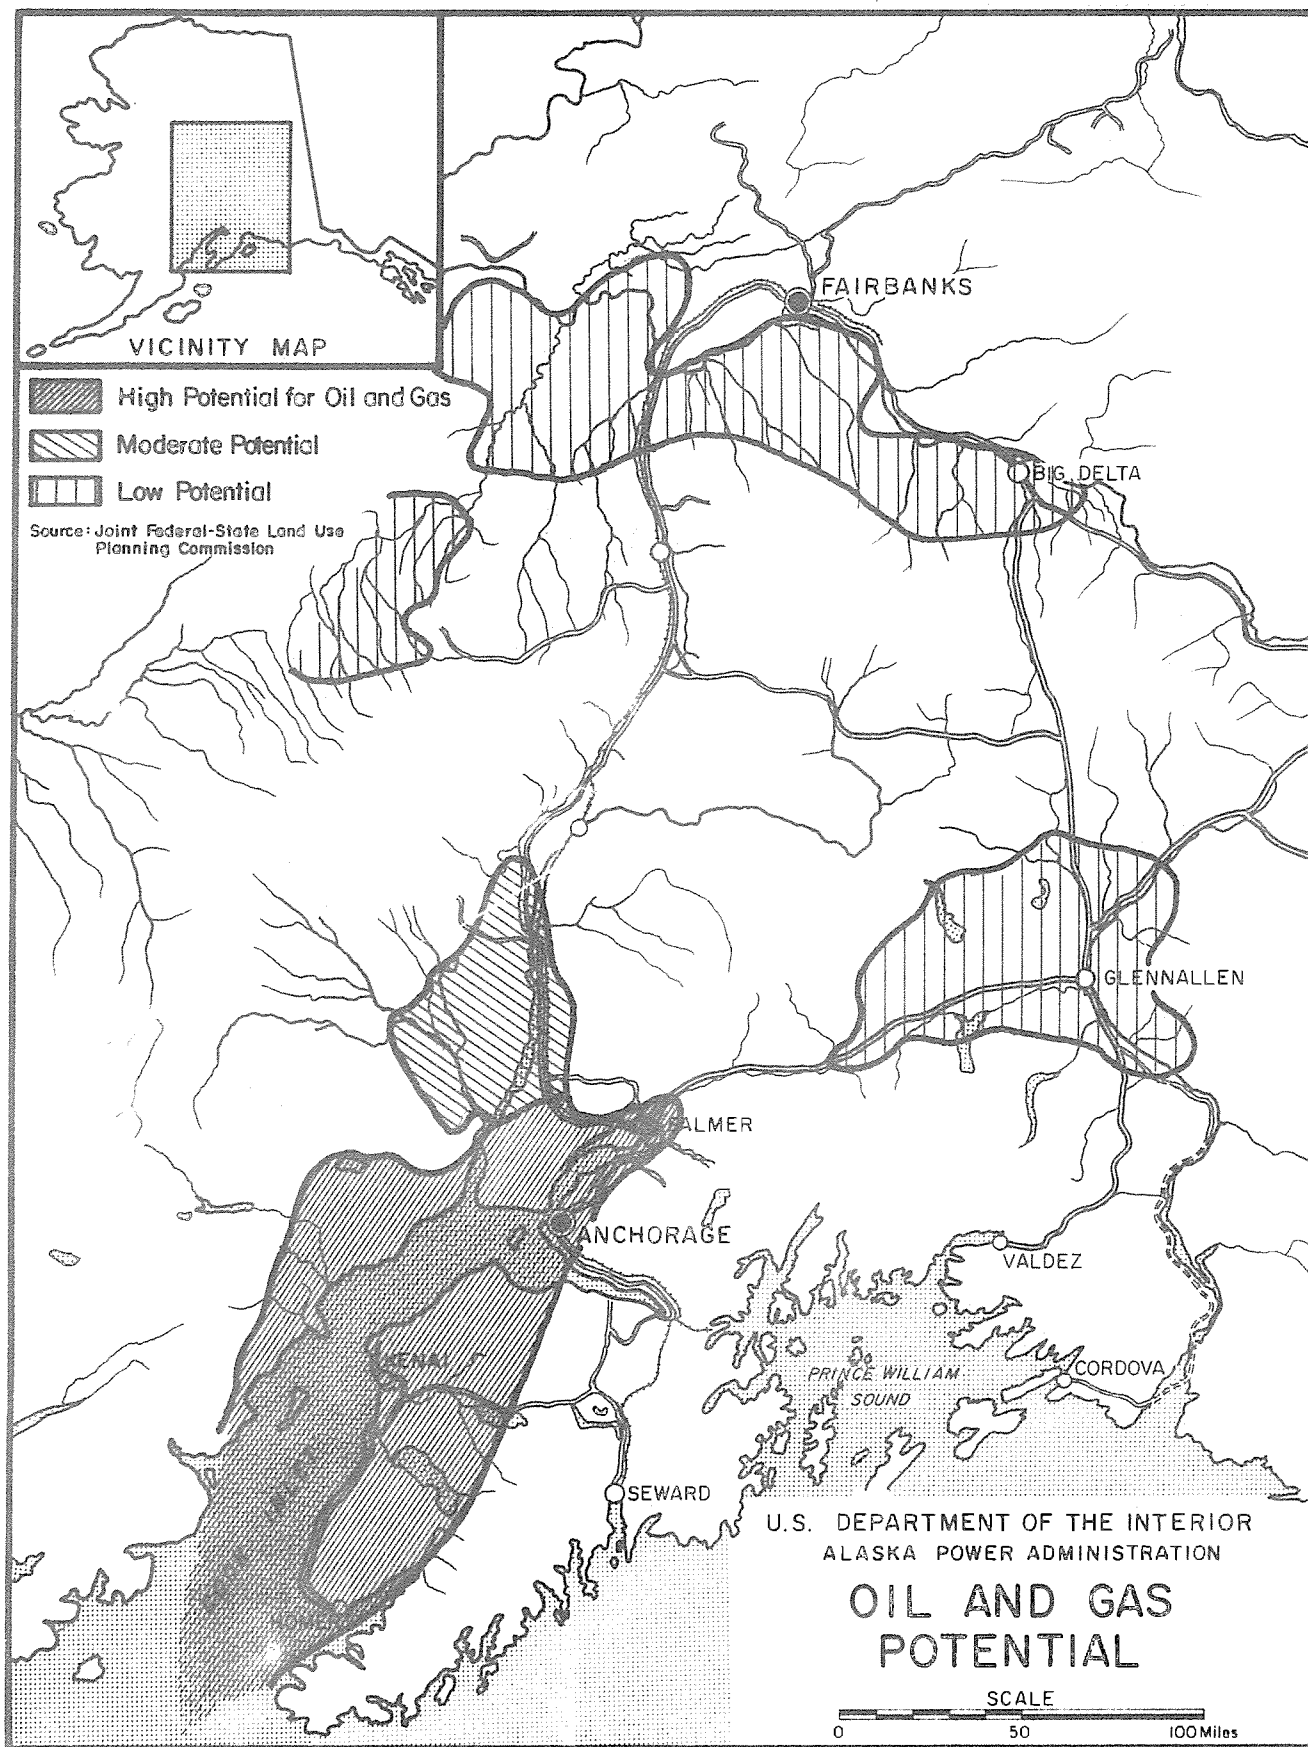 VICINITY MAP
High Potential for Oil and Gas
Moderate Potential
Low Potential
Source: Joint Federal-State Land Use
Planning Commission
FAIRBANKS
BIG DELTA
GLENNALLEN
PALMER
ANCHORAGE
VALDEZ
KENAI
CORDOVA
PRINCE WILLIAM
SOUND
SEWARD
U.S. DEPARTMENT OF THE INTERIOR
ALASKA POWER ADMINISTRATION
OIL AND GAS
POTENTIAL
SCALE
0 50 100 Miles